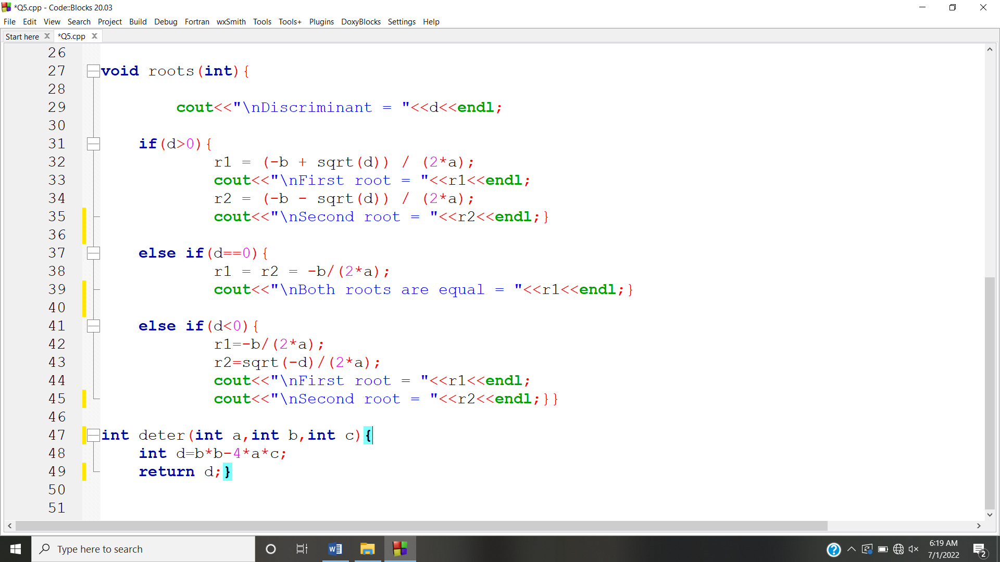 *Q5.cpp - Code::Blocks 20.03
File Edit View Search Project Build Debug Fortran wxSmith Tools Tools+ Plugins DoxyBlocks Settings Help
Start here *Q5.cpp
26
27 void roots(int){
28
29 cout<<"\nDiscriminant = "<<d<<endl;
30
31 if(d>0){
32 r1 = (-b + sqrt(d)) / (2*a);
33 cout<<"\nFirst root = "<<r1<<endl;
34 r2 = (-b - sqrt(d)) / (2*a);
35 cout<<"\nSecond root = "<<r2<<endl;}
36
37 else if(d==0){
38 r1 = r2 = -b/(2*a);
39 cout<<"\nBoth roots are equal = "<<r1<<endl;}
40
41 else if(d<0){
42 r1=-b/(2*a);
43 r2=sqrt(-d)/(2*a);
44 cout<<"\nFirst root = "<<r1<<endl;
45 cout<<"\nSecond root = "<<r2<<endl;}}
46
47 int deter(int a,int b,int c){
48 int d=b*b-4*a*c;
49 return d;}
50
51
Type here to search
6:19 AM
7/1/2022
2